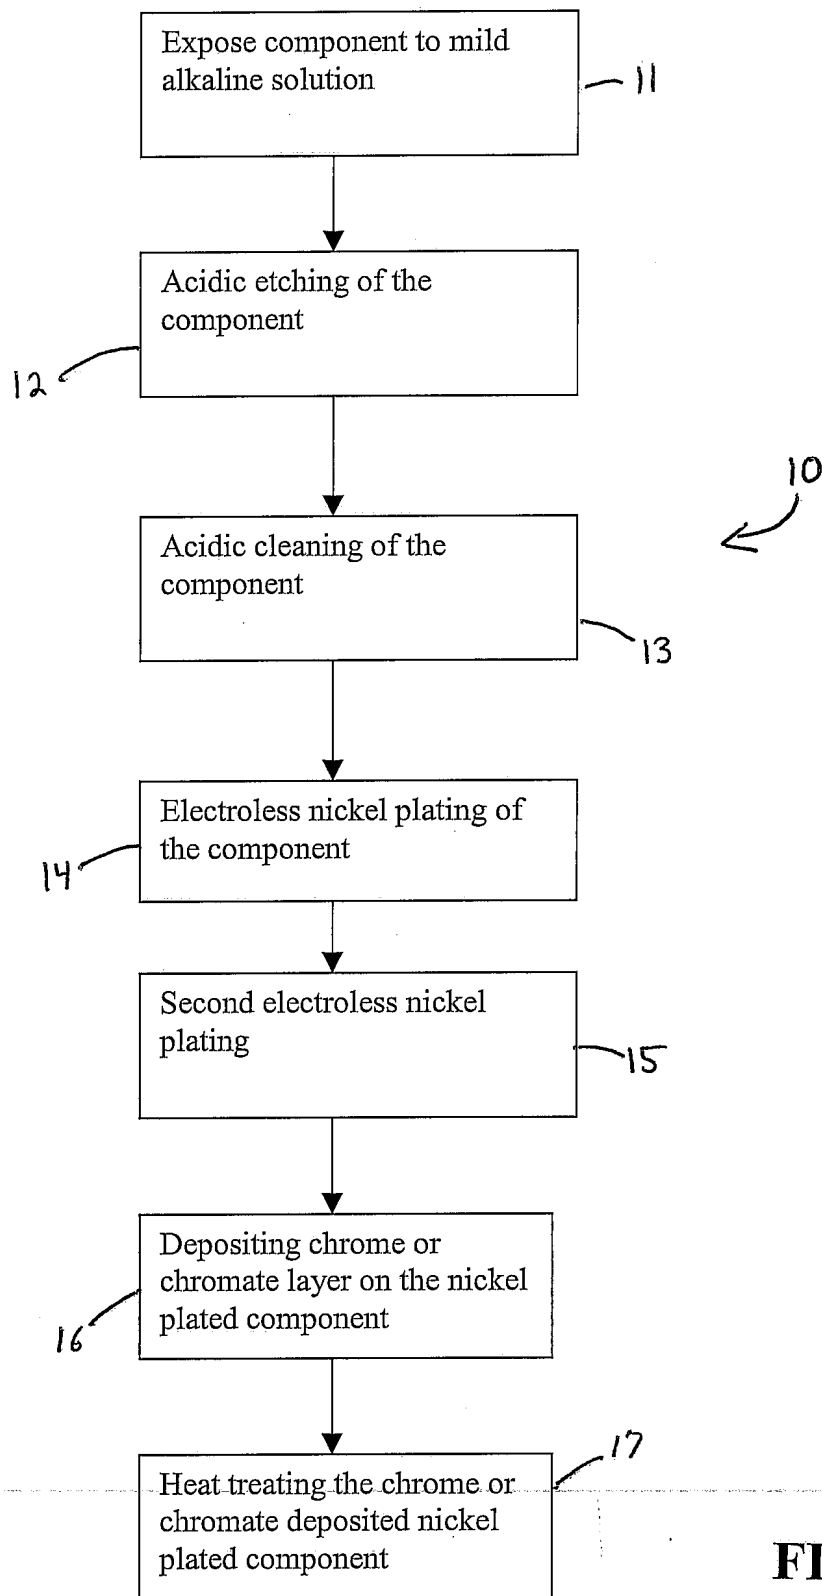 Expose component to mild
alkaline solution
11
Acidic etching of the
component
12
10
Acidic cleaning of the
component
13
Electroless nickel plating of
the component
14
Second electroless nickel
plating
15
Depositing chrome or
chromate layer on the nickel
plated component
16
17
Heat treating the chrome or
chromate deposited nickel
plated component
FI